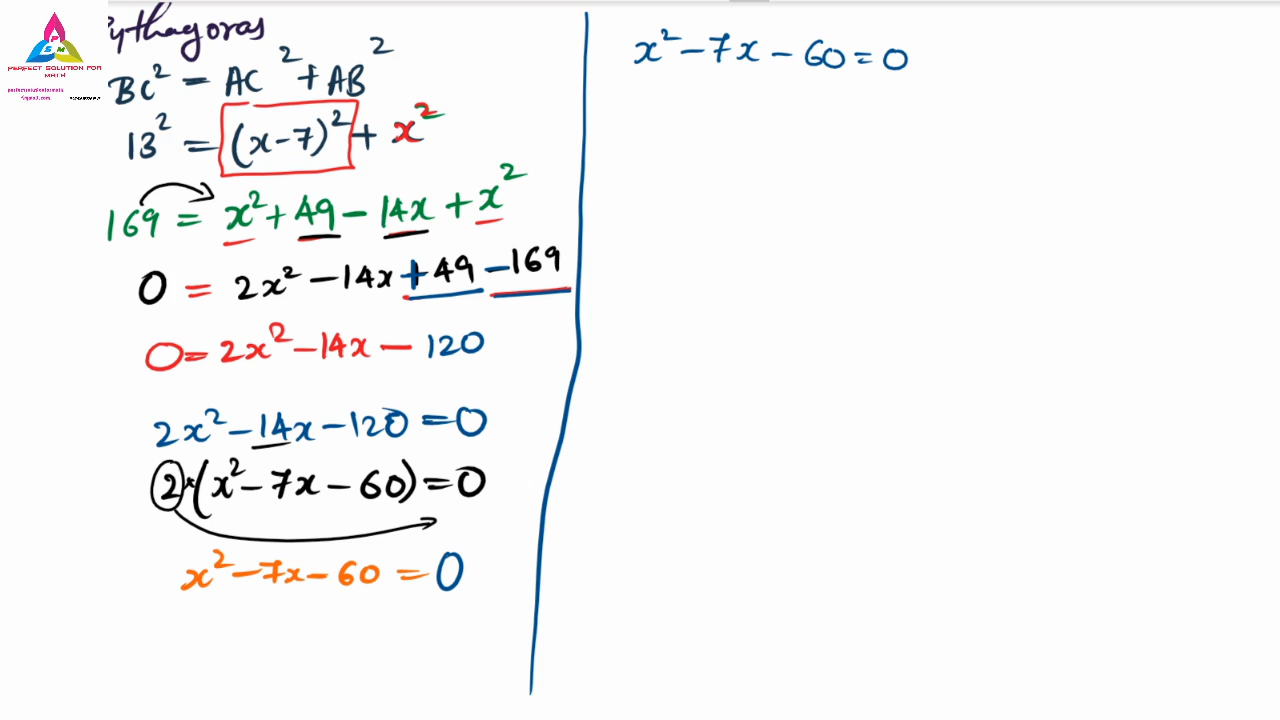 PSM
PERFECT SOLUTION FOR MATH
Pythagoras
BC² = AC² + AB²
13² = (x-7)² + x²
169 = x² + 49 - 14x + x²
0 = 2x² - 14x + 49 - 169
0 = 2x² - 14x - 120
2x² - 14x - 120 = 0
2×(x² - 7x - 60) = 0
x² - 7x - 60 = 0
x² - 7x - 60 = 0